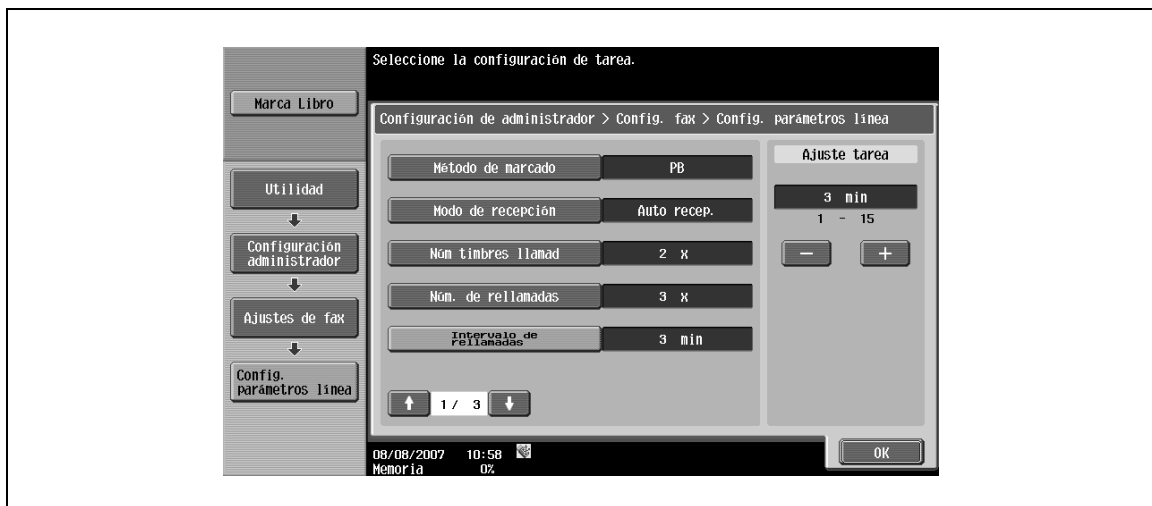 Seleccione la configuración de tarea.
Marca Libro
Configuración de administrador > Config. fax > Config. parámetros línea
Utilidad
Configuración
administrador
Ajustes de fax
Config.
parámetros línea
Método de marcado
PB
Modo de recepción
Auto recep.
Núm timbres llamad
2 X
Núm. de rellamadas
3 X
Intervalo de
rellamadas
3 min
1/ 3
Ajuste tarea
3 min
1 - 15
− +
OK
08/08/2007 10:58
Memoria 0%